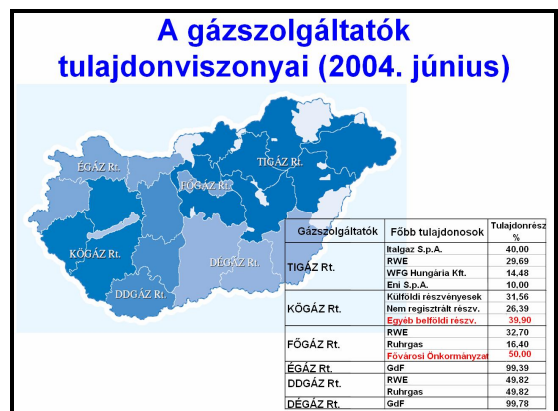 A gázszolgáltatók
tulajdonviszonyai (2004. június)
ÉGÁZ Rt.
TIGÁZ Rt.
FŐGÁZ Rt.
KÖGÁZ Rt.
DÉGÁZ Rt.
DDGÁZ Rt.
Gázszolgáltatók Főbb tulajdonosok Tulajdonrész %
TIGÁZ Rt. Italgaz S.p.A. 40,00
RWE 29,69
WFG Hungária Kft. 14,48
Eni S.p.A. 10,00
KÖGÁZ Rt. Külföldi részvényesek 31,56
Nem regisztrált részv. 26,39
Egyéb belföldi részv. 39,90
FŐGÁZ Rt. RWE 32,70
Ruhrgas 16,40
Fővárosi Önkormányzat 50,00
ÉGÁZ Rt. GdF 99,39
DDGÁZ Rt. RWE 49,82
Ruhrgas 49,82
DÉGÁZ Rt. GdF 99,78